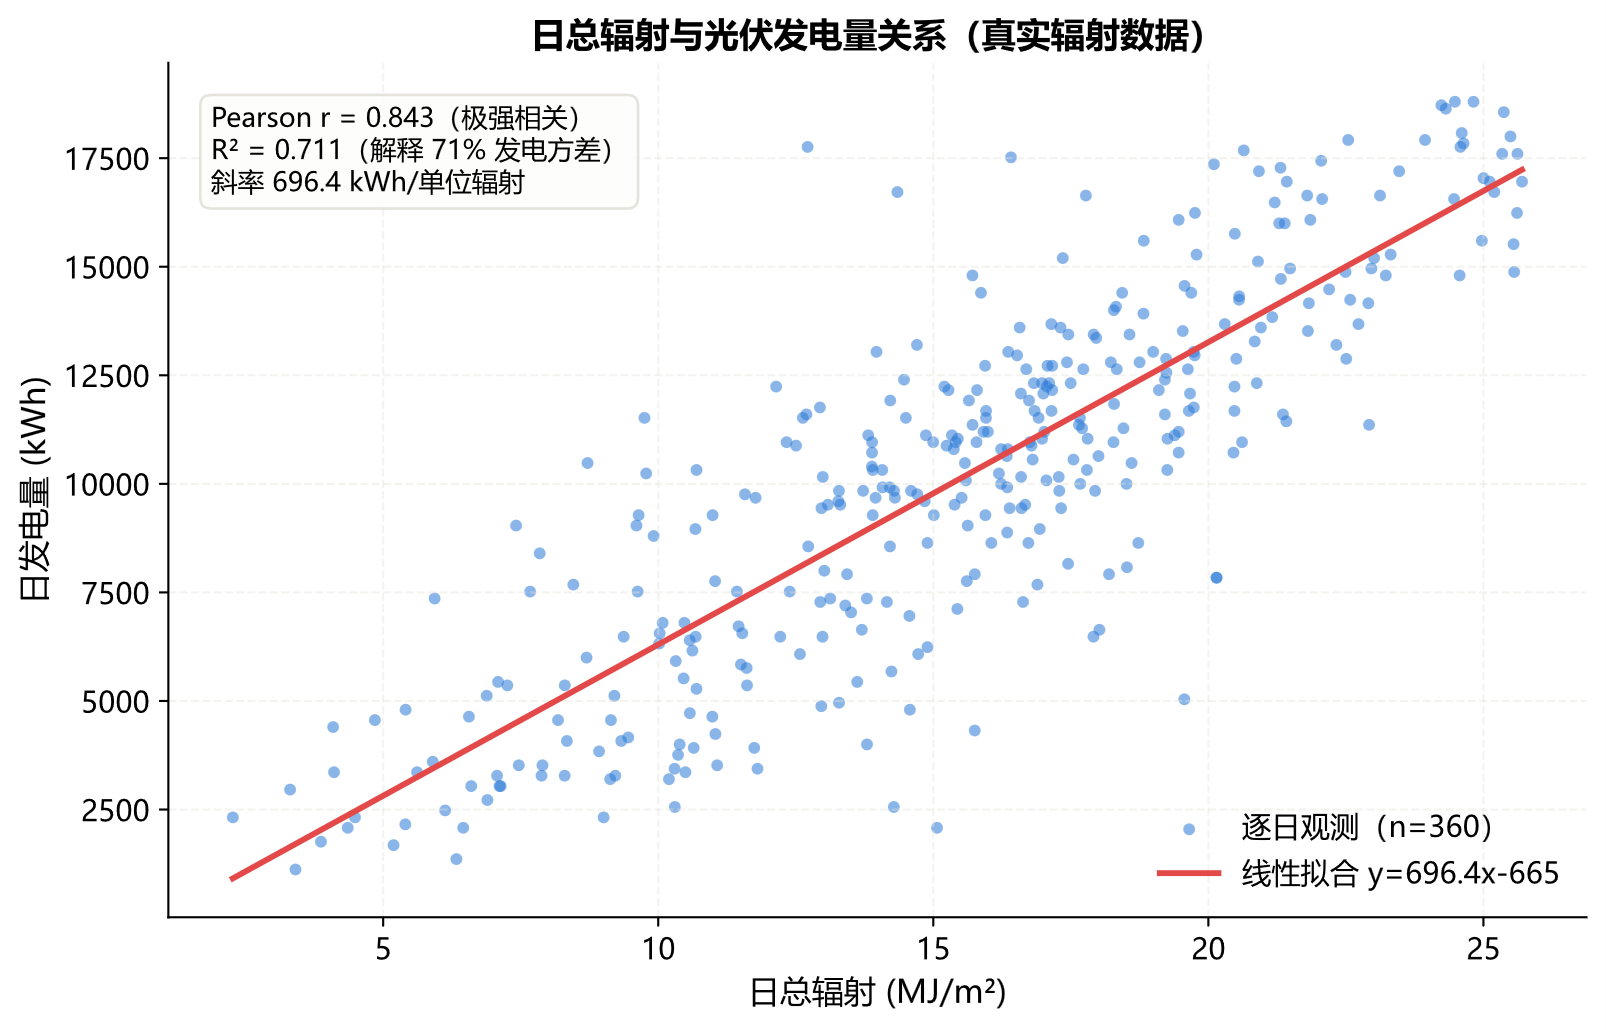 日总辐射与光伏发电量关系（真实辐射数据）
Pearson r = 0.843（极强相关）
R² = 0.711（解释 71% 发电方差）
斜率 696.4 kWh/单位辐射
17500
15000
12500
10000
7500
5000
2500
日发电量 (kWh)
逐日观测（n=360）
线性拟合 y=696.4x-665
5
10
15
20
25
日总辐射 (MJ/m²)